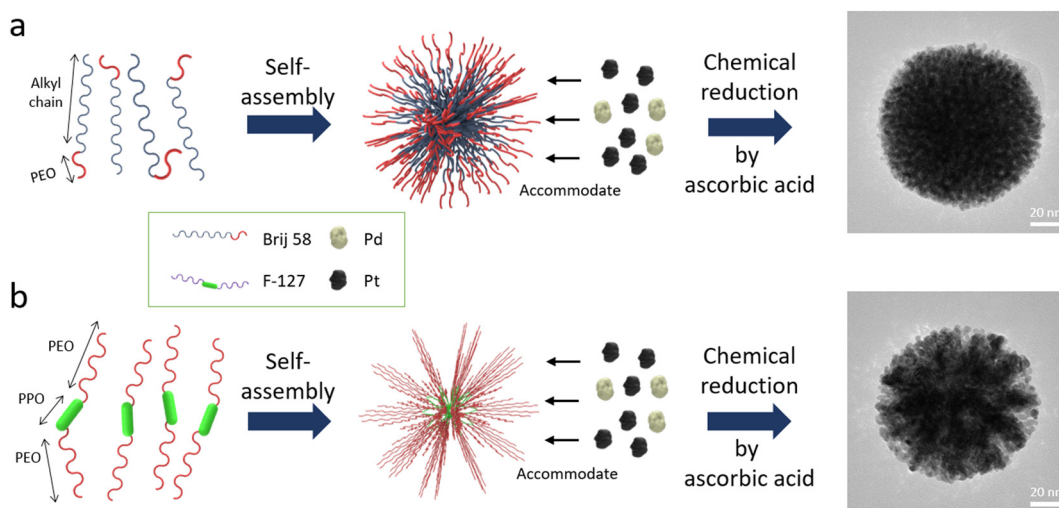 a
Alkyl
chain
PEO
Self-
assembly
Accommodate
Chemical
reduction
by
ascorbic acid
20 nm
Brij 58
Pd
F-127
Pt
b
PEO
PPO
PEO
Self-
assembly
Accommodate
Chemical
reduction
by
ascorbic acid
20 nm